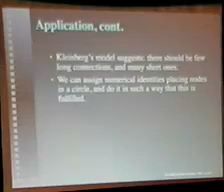 Application, cont.
• Kleinberg's model suggests: there should be few
long connections, and many short ones.
• We can assign numerical identities placing nodes
in a circle, and do it in such a way that this is
fulfilled.